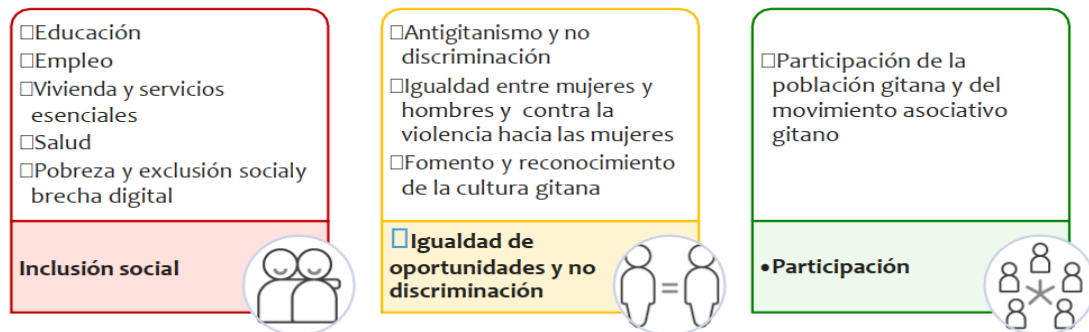 □Educación
□Empleo
□Vivienda y servicios
esenciales
□Salud
□Pobreza y exclusión socialy
brecha digital
Inclusión social
□Antigitanismo y no
discriminación
□Igualdad entre mujeres y
hombres y contra la
violencia hacia las mujeres
□Fomento y reconocimiento
de la cultura gitana
□Igualdad de
oportunidades y no
discriminación
□Participación de la
población gitana y del
movimiento asociativo
gitano
•Participación